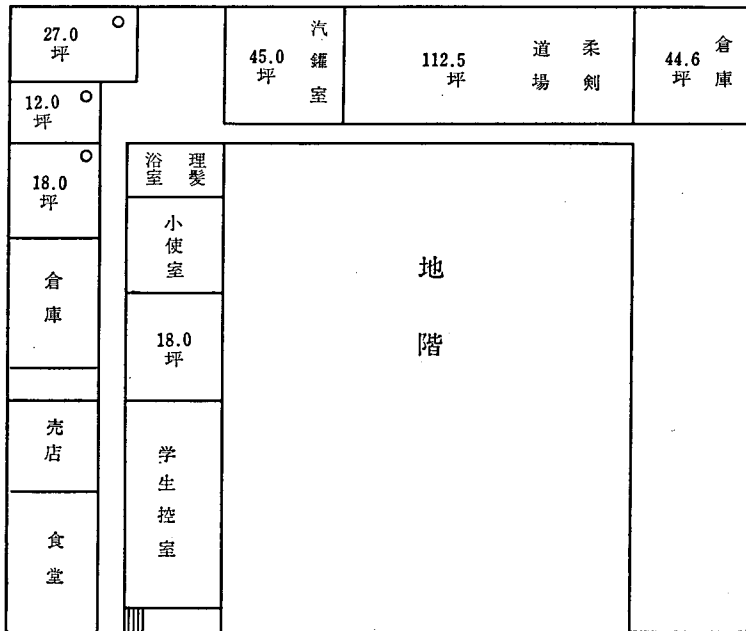 27.0坪 ○
45.0坪 汽鑵室
112.5坪 柔剣道場
44.6坪 倉庫
12.0坪 ○
18.0坪 ○
理髪
浴室
小使室
倉庫
地階
18.0坪
売店
学生控室
食堂